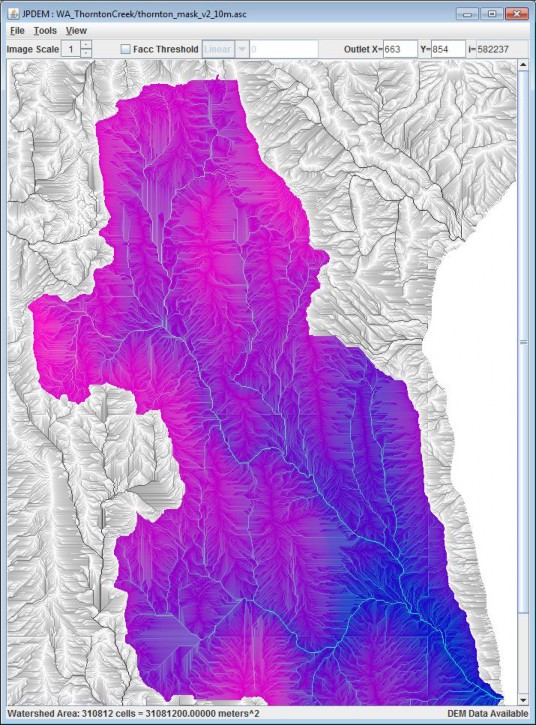 JPDEM : WA_ThorntonCreek/thornton_mask_v2_10m.asc
File Tools View
Image Scale 1 Facc Threshold Linear 0 Outlet X= 663 Y= 854 i= 582237
Watershed Area: 310812 cells = 31081200.00000 meters^2 DEM Data Available